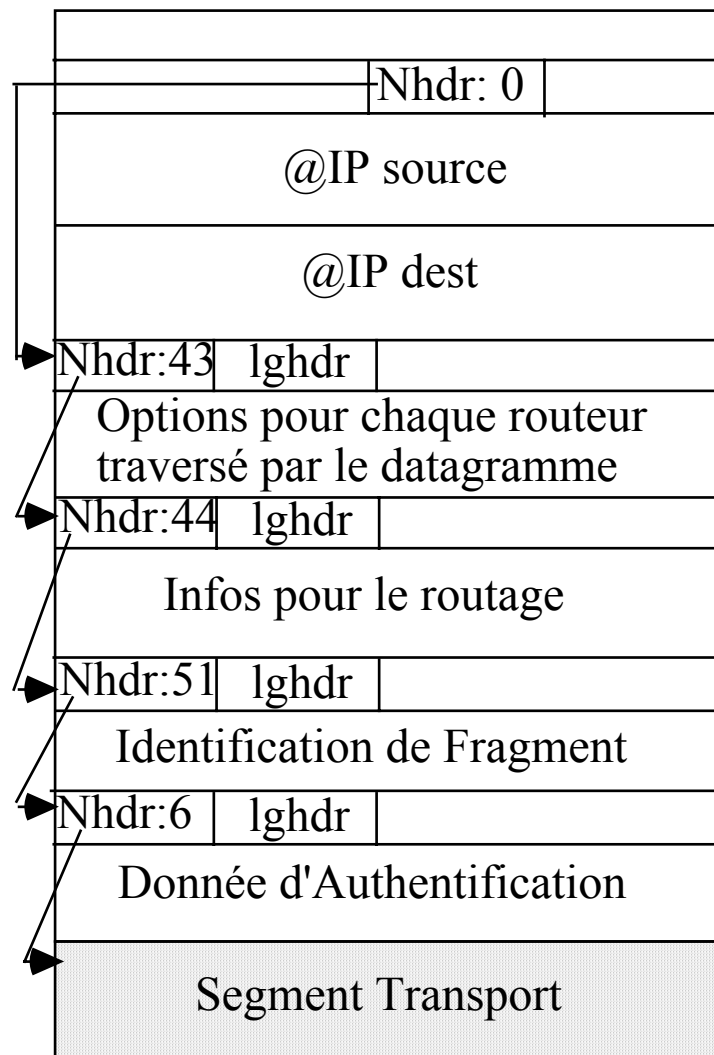 Nhdr: 0
@IP source
@IP dest
Nhdr:43 lghdr
Options pour chaque routeur
traversé par le datagramme
Nhdr:44 lghdr
Infos pour le routage
Nhdr:51 lghdr
Identification de Fragment
Nhdr:6 lghdr
Donnée d'Authentification
Segment Transport